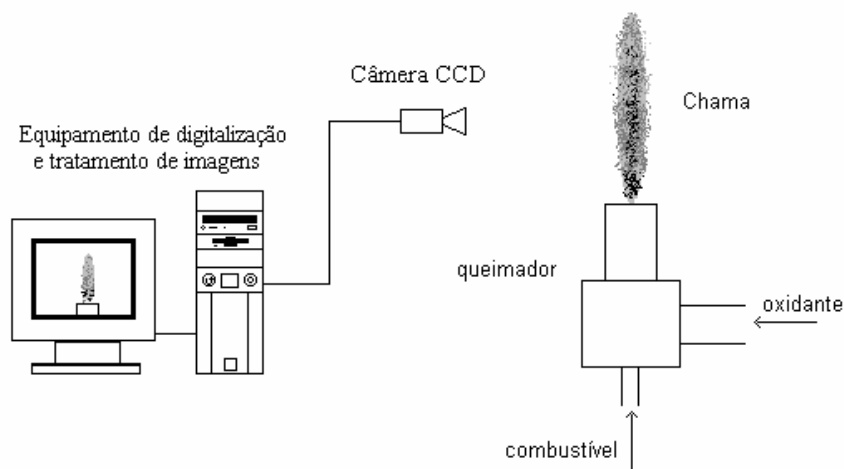 Câmera CCD
Chama
Equipamento de digitalização
e tratamento de imagens
queimador
oxidante
combustível